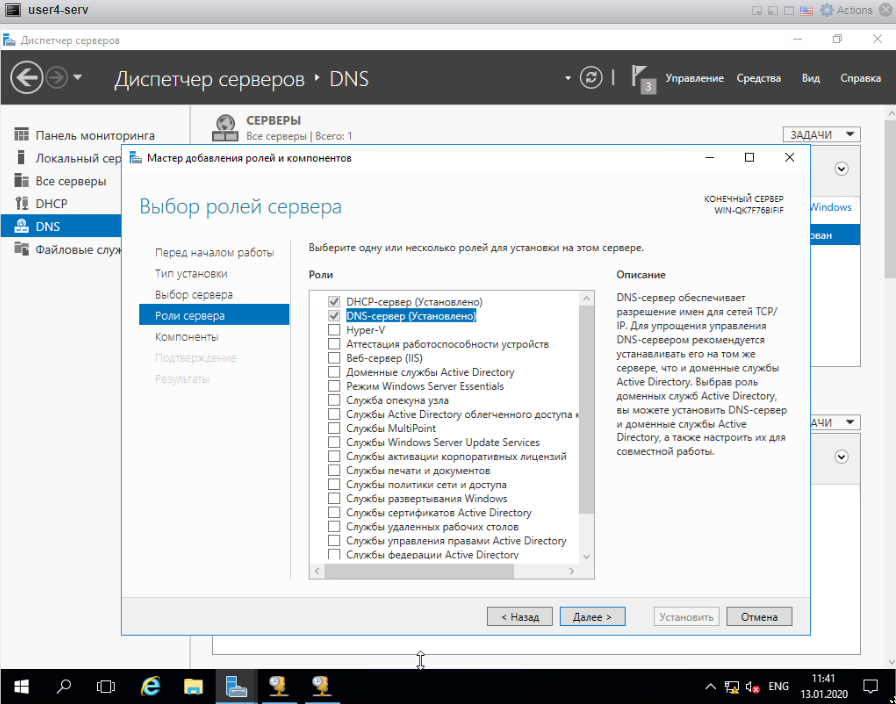 user4-serv
Actions
Диспетчер серверов
Диспетчер серверов
DNS
3
Управление
Средства
Вид
Справка
Панель мониторинга
Локальный сер
Все серверы
DHCP
DNS
Файловые служ
СЕРВЕРЫ
Все серверы | Всего: 1
ЗАДАЧИ
Windows
ован
АЧИ
Мастер добавления ролей и компонентов
Выбор ролей сервера
КОНЕЧНЫЙ СЕРВЕР
WIN-QK7F76BIFIF
Перед началом работы
Тип установки
Выбор сервера
Роли сервера
Компоненты
Подтверждение
Результаты
Выберите одну или несколько ролей для установки на этом сервере.
Роли
DHCP-сервер (Установлено)
DNS-сервер (Установлено)
Hyper-V
Аттестация работоспособности устройств
Веб-сервер (IIS)
Доменные службы Active Directory
Режим Windows Server Essentials
Служба опекуна узла
Службы Active Directory облегченного доступа к
Службы MultiPoint
Службы Windows Server Update Services
Службы активации корпоративных лицензий
Службы печати и документов
Службы политики сети и доступа
Службы развертывания Windows
Службы сертификатов Active Directory
Службы удаленных рабочих столов
Службы управления правами Active Directory
Службы федерации Active Directory
Описание
DNS-сервер обеспечивает
разрешение имен для сетей TCP/
IP. Для упрощения управления
DNS-сервером рекомендуется
устанавливать его на том же
сервере, что и доменные службы
Active Directory. Выбрав роль
доменных служб Active Directory,
вы можете установить DNS-сервер
и доменные службы Active
Directory, а также настроить их для
совместной работы.
< Назад
Далее >
Установить
Отмена
ENG
11:41
13.01.2020